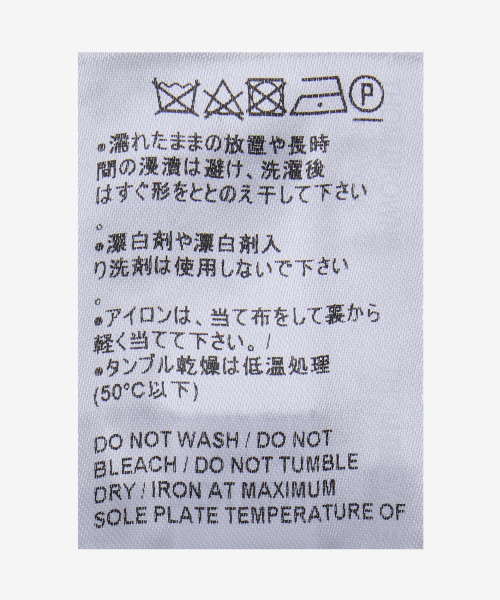 P
●濡れたままの放置や長時
間の浸漬は避け、洗濯後
はすぐ形をととのえ干して下さい
。
●漂白剤や漂白剤入
り洗剤は使用しないで下さい
。
●アイロンは、当て布をして裏から
軽く当てて下さい。/
●タンブル乾燥は低温処理
(50°C以下)
DO NOT WASH / DO NOT
BLEACH / DO NOT TUMBLE
DRY / IRON AT MAXIMUM
SOLE PLATE TEMPERATURE OF